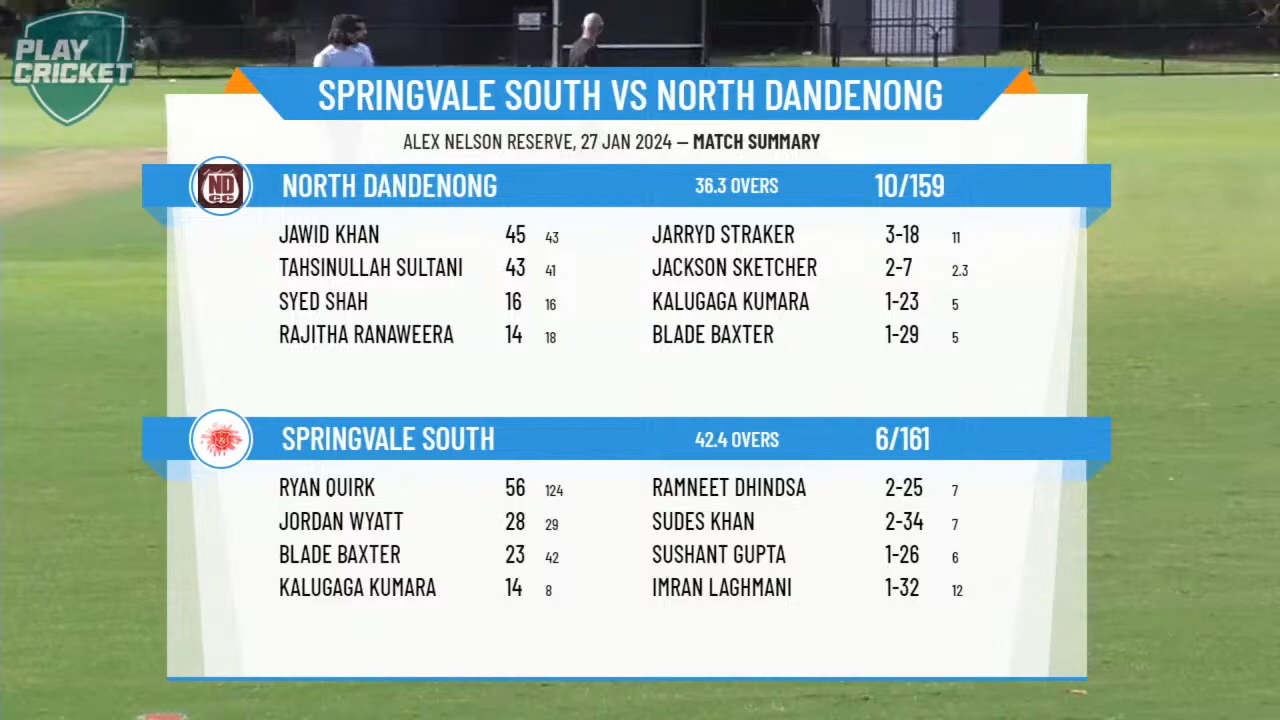 PLAY
CRICKET
SPRINGVALE SOUTH VS NORTH DANDENONG
ALEX NELSON RESERVE, 27 JAN 2024 – MATCH SUMMARY
ND
CC
NORTH DANDENONG 36.3 OVERS 10/159
JAWID KHAN 45 43 JARRYD STRAKER 3-18 11
TAHSINULLAH SULTANI 43 41 JACKSON SKETCHER 2-7 2.3
SYED SHAH 16 16 KALUGAGA KUMARA 1-23 5
RAJITHA RANAWEERA 14 18 BLADE BAXTER 1-29 5
SPRINGVALE SOUTH 42.4 OVERS 6/161
RYAN QUIRK 56 124 RAMNEET DHINDSA 2-25 7
JORDAN WYATT 28 29 SUDES KHAN 2-34 7
BLADE BAXTER 23 42 SUSHANT GUPTA 1-26 6
KALUGAGA KUMARA 14 8 IMRAN LAGHMANI 1-32 12